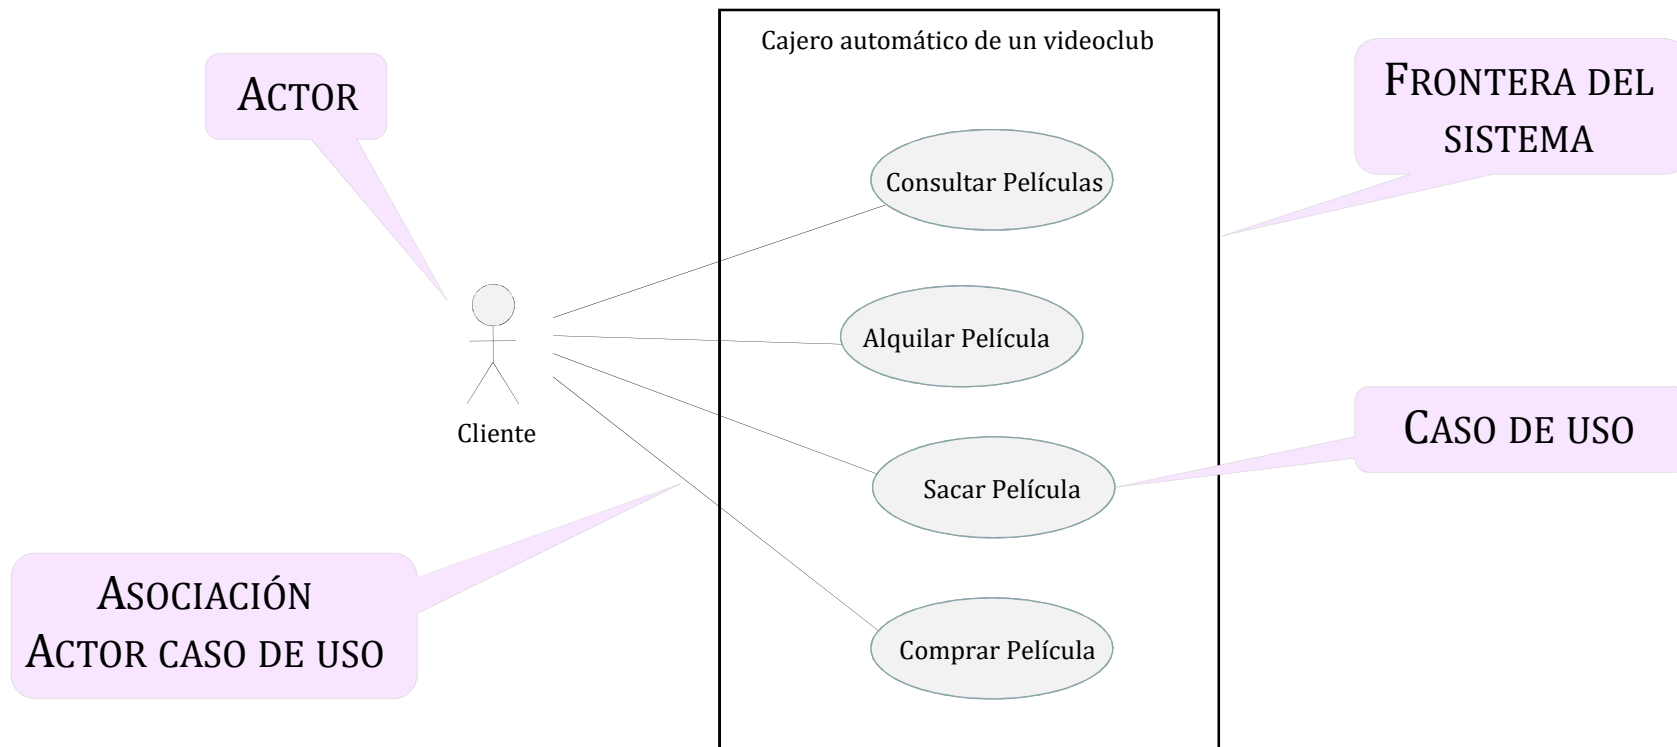 Cajero automático de un videoclub
ACTOR
FRONTERA DEL
SISTEMA
Consultar Películas
Alquilar Película
Cliente
CASO DE USO
Sacar Película
ASOCIACIÓN
ACTOR CASO DE USO
Comprar Película